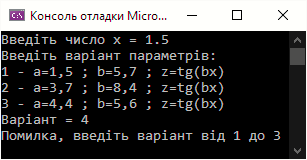 Консоль отладки Micro...
Введіть число x = 1.5
Введіть варіант параметрів:
1 - a=1,5 ; b=5,7 ; z=tg(bx)
2 - a=3,7 ; b=8,4 ; z=tg(bx)
3 - a=4,4 ; b=5,6 ; z=tg(bx)
Варіант = 4
Помилка, введіть варіант від 1 до 3